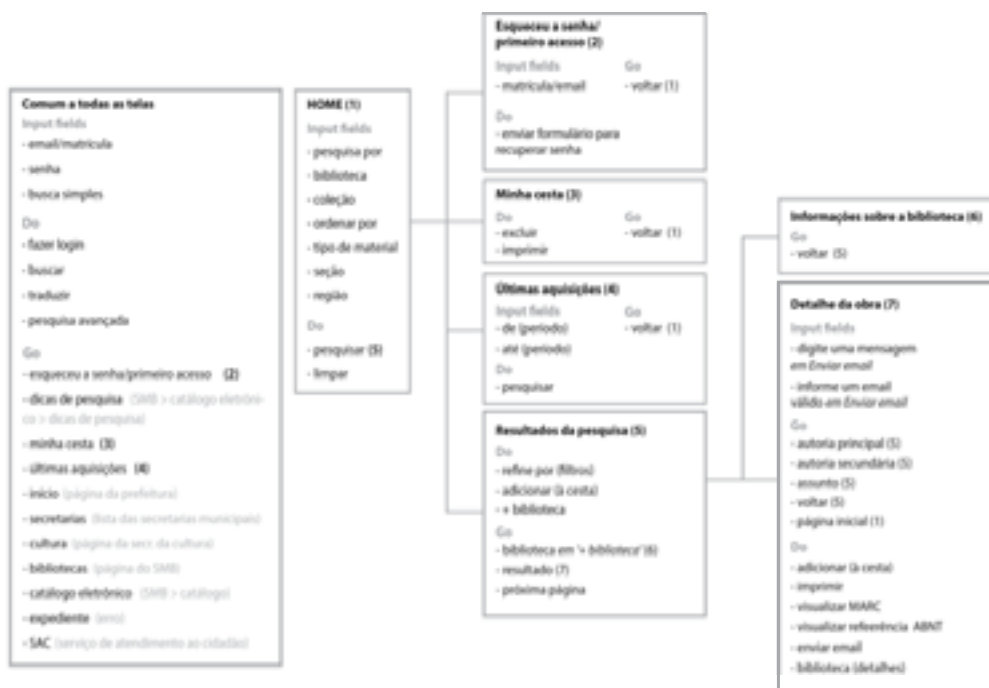 Comum a todas as telas
Input fields
- email/matrícula
- senha
- busca simples
Do
- fazer login
- buscar
- traduzir
- pesquisa avançada
Go
- esqueceu a senha/primeiro acesso (2)
- dicas de pesquisa (SMB > catálogo eletrôni-
co > dicas de pesquisa)
- minha cesta (3)
- últimas aquisições (4)
- início (página da prefeitura)
- secretarias (lista das secretarias municipais)
- cultura (página da secr. da cultura)
- bibliotecas (página do SMB)
- catálogo eletrônico (SMB > catálogo)
- expediente (erro)
- SAC (serviço de atendimento ao cidadão)
HOME (1)
Input fields
- pesquisa por
- biblioteca
- coleção
- ordenar por
- tipo de material
- seção
- região
Do
- pesquisar (5)
- limpar
Esqueceu a senha/
primeiro acesso (2)
Input fields
- matrícula/email
Go
- voltar (1)
Do
- enviar formulário para
recuperar senha
Minha cesta (3)
Do
- excluir
- imprimir
Go
- voltar (1)
Últimas aquisições (4)
Input fields
- de (período)
- até (período)
Go
- voltar (1)
Do
- pesquisar
Resultados da pesquisa (5)
Do
- refine por (filtros)
- adicionar (à cesta)
- + biblioteca
Go
- biblioteca em '+ biblioteca' (6)
- resultado (7)
- próxima página
Informações sobre a biblioteca (6)
Go
- voltar (5)
Detalhe da obra (7)
Input fields
- digite uma mensagem
em Enviar email
- informe um email
válido em Enviar email
Go
- autoria principal (5)
- autoria secundária (5)
- assunto (5)
- voltar (5)
- página inicial (1)
Do
- adicionar (à cesta)
- imprimir
- visualizar MARC
- visualizar referência ABNT
- enviar email
- biblioteca (detalhes)